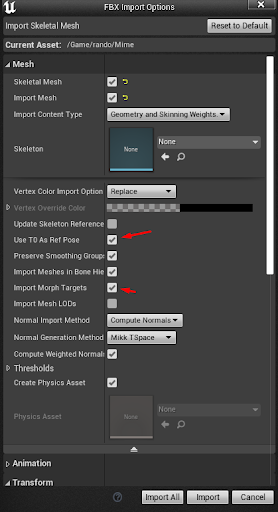 FBX Import Options
Import Skeletal Mesh
Reset to Default
Current Asset: /Game/rando/Mime
Mesh
Skeletal Mesh
Import Mesh
Import Content Type
Geometry and Skinning Weights.
Skeleton
None
None
Vertex Color Import Option
Replace
Vertex Override Color
Update Skeleton Reference
Use T0 As Ref Pose
Preserve Smoothing Groups
Import Meshes in Bone Hie
Import Morph Targets
Import Mesh LODs
Normal Import Method
Compute Normals
Normal Generation Method
Mikk TSpace
Compute Weighted Normals
Thresholds
Create Physics Asset
Physics Asset
None
None
Animation
Transform
Import All
Import
Cancel